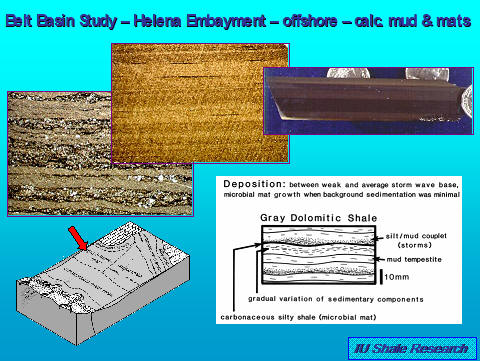 Belt Basin Study – Helena Embayment – offshore – calc. mud & mats
Deposition: between weak and average storm wave base,
microbial mat growth when background sedimentation was minimal
Gray Dolomitic Shale
silt/mud couplet
(storms)
mud tempestite
10mm
gradual variation of sedimentary components
carbonaceous silty shale (microbial mat)
IU Shale Research